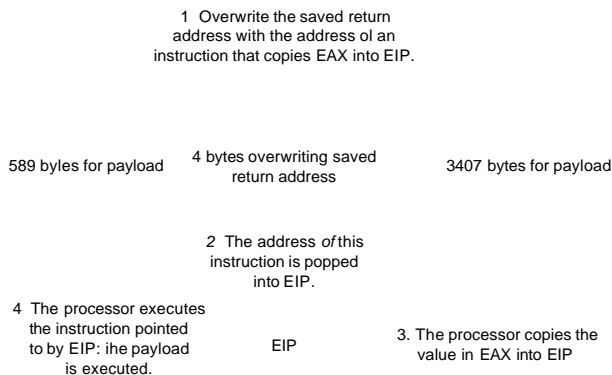 1 Overwrite the saved return
address with the address ol an
instruction that copies EAX into EIP.
589 byles for payload
4 bytes overwriting saved
return address
3407 bytes for payload
2 The address of this
instruction is popped
into EIP.
4 The processor executes
the instruction pointed
to by EIP: ihe payload
is executed.
EIP
3. The processor copies the
value in EAX into EIP